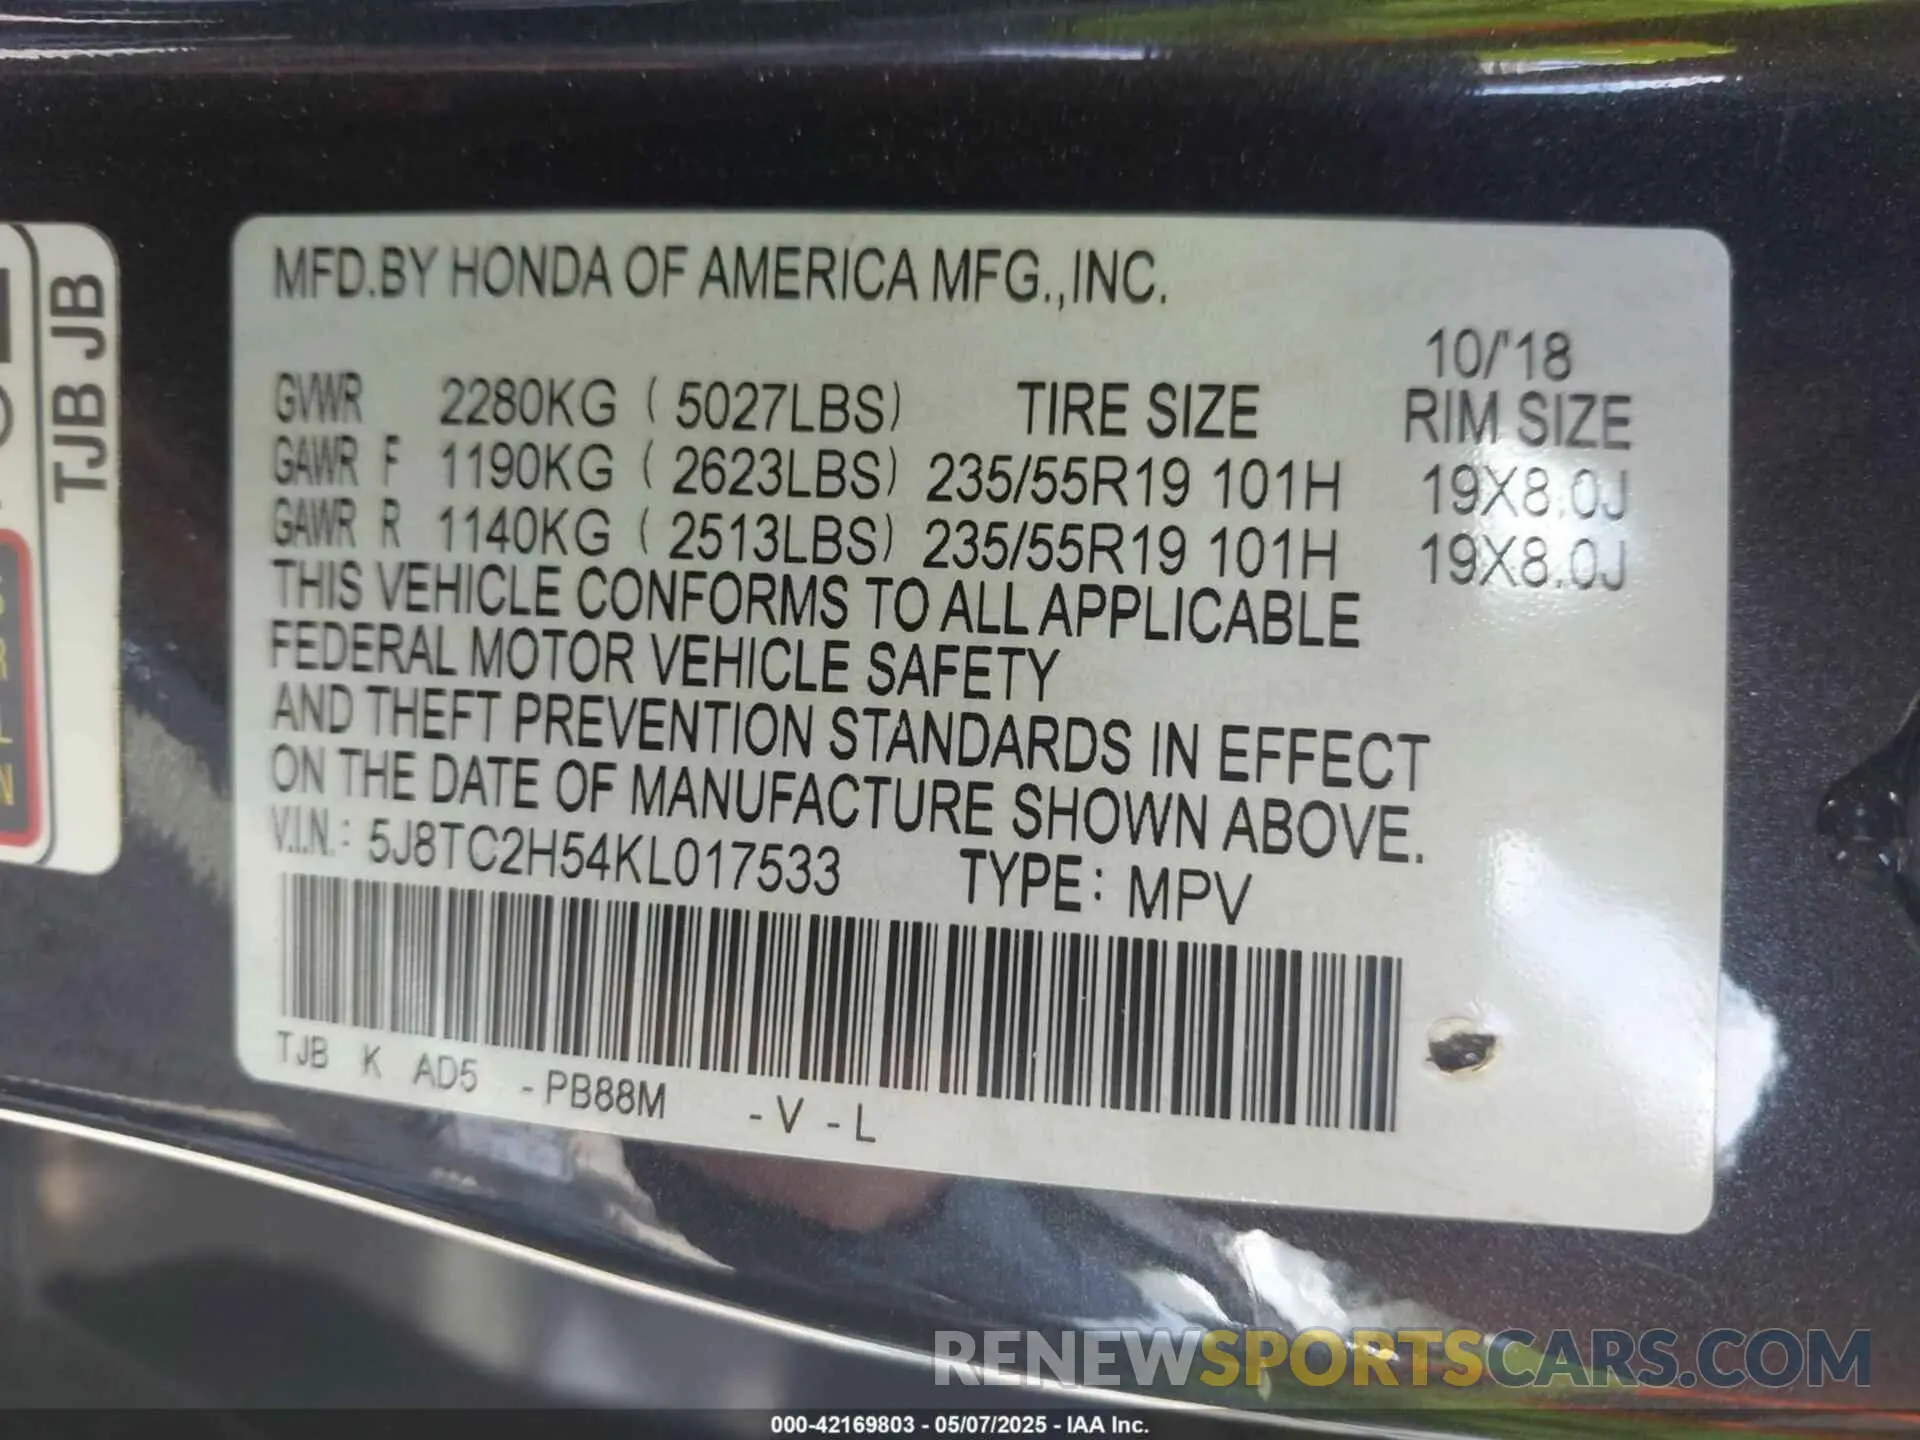 MFD.BY HONDA OF AMERICA MFG.,INC.
10/'18
GVWR 2280KG ( 5027LBS) TIRE SIZE RIM SIZE
GAWR F 1190KG ( 2623LBS) 235/55R19 101H 19X8.0J
GAWR R 1140KG ( 2513LBS) 235/55R19 101H 19X8.0J
THIS VEHICLE CONFORMS TO ALL APPLICABLE
FEDERAL MOTOR VEHICLE SAFETY
AND THEFT PREVENTION STANDARDS IN EFFECT
ON THE DATE OF MANUFACTURE SHOWN ABOVE.
V.I.N.: 5J8TC2H54KL017533 TYPE: MPV
TJB K AD5 -PB88M -V -L
TJB JB
RENEWSPORTSCARS.COM
000-42169803 - 05/07/2025 - IAA Inc.